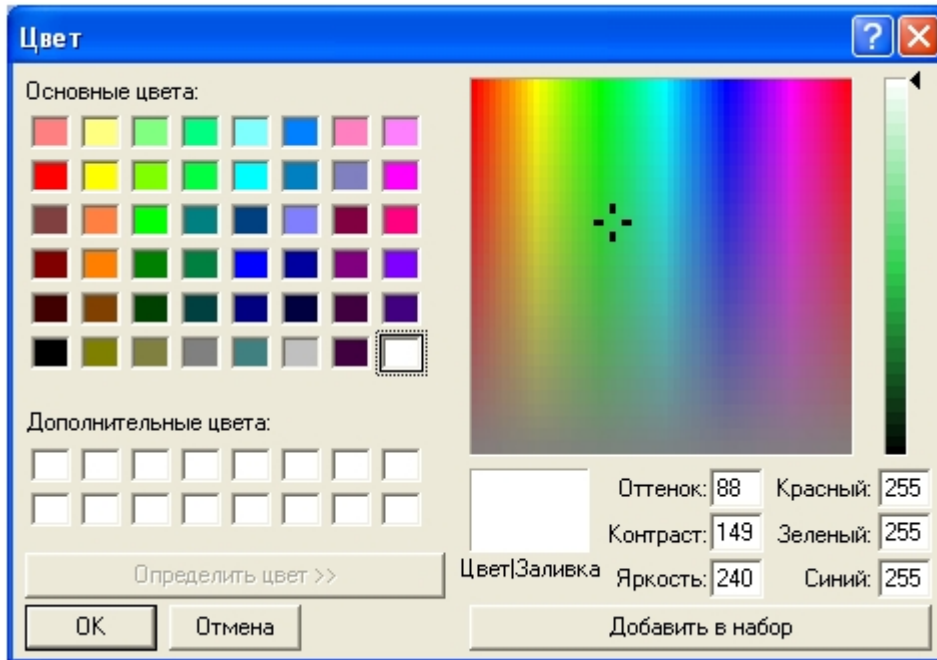 Цвет
Основные цвета:
Дополнительные цвета:
Определить цвет >>
OK
Отмена
Цвет|Заливка
Оттенок: 88
Контраст: 149
Яркость: 240
Красный: 255
Зеленый: 255
Синий: 255
Добавить в набор